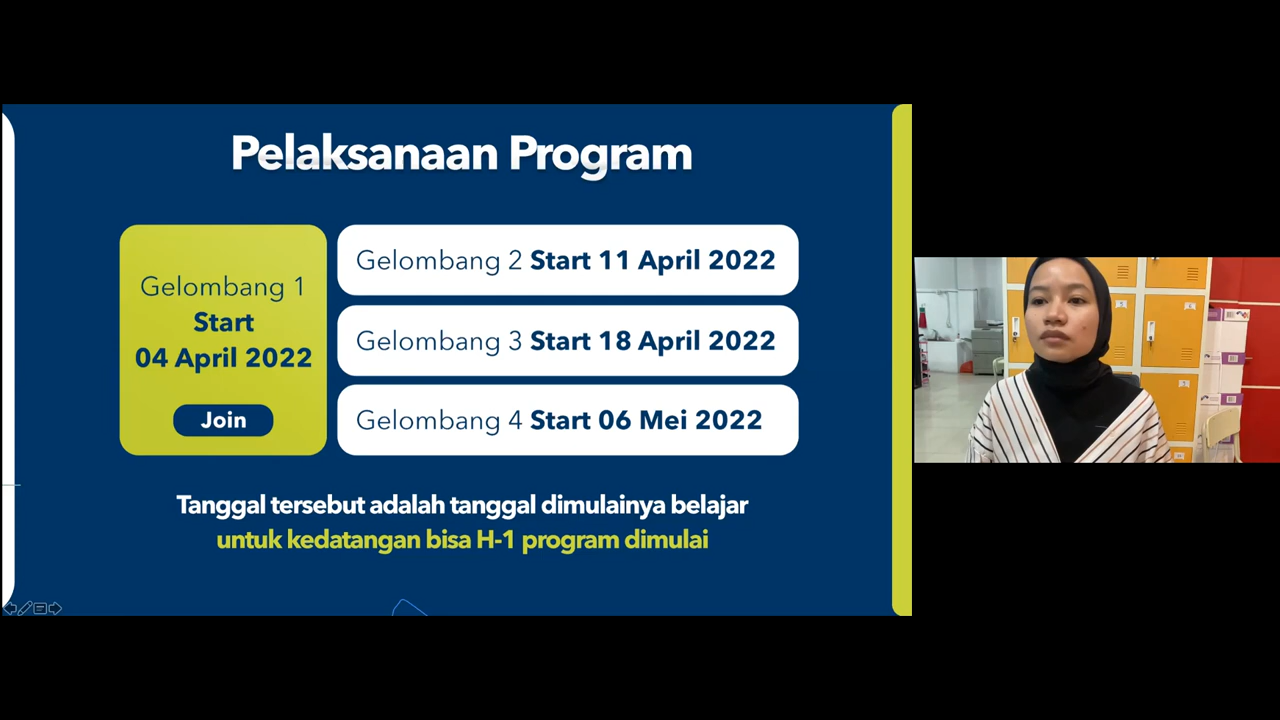 Pelaksanaan Program
Gelombang 1
Start
04 April 2022
Join
Gelombang 2 Start 11 April 2022
Gelombang 3 Start 18 April 2022
Gelombang 4 Start 06 Mei 2022
Tanggal tersebut adalah tanggal dimulainya belajar
untuk kedatangan bisa H-1 program dimulai